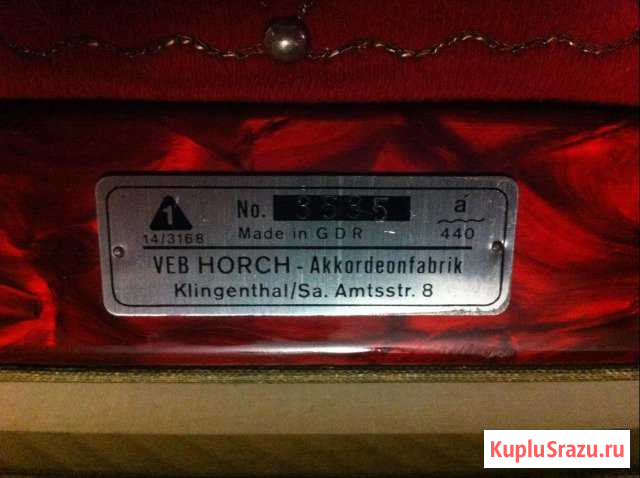 1
14/3168
No. 3535
Made in GDR
a'
440
VEB HORCH - Akkordeonfabrik
Klingenthal/Sa. Amtsstr. 8
KupluSrazu.ru